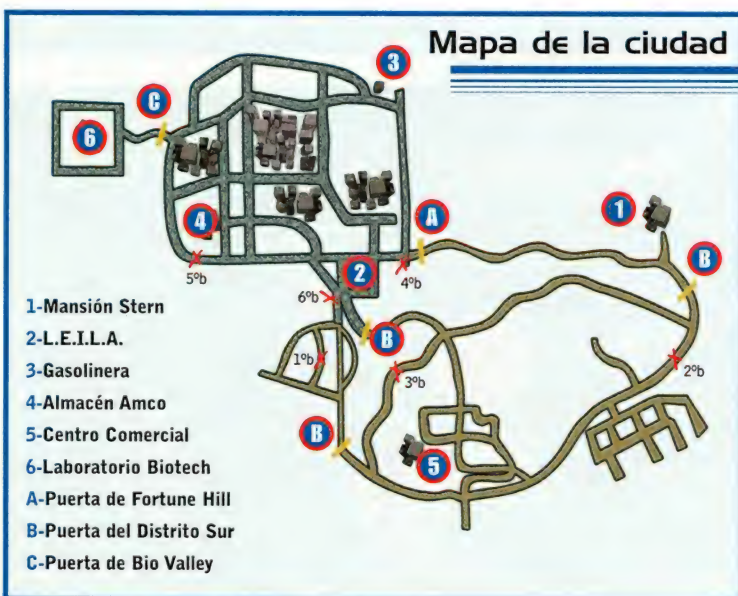 Mapa de la ciudad
3
C
6
1
4
A
B
5ºb
2
4ºb
6ºb
B
1ºb
3ºb
2ºb
B
5
1-Mansión Stern
2-L.E.I.L.A.
3-Gasolinera
4-Almacén Amco
5-Centro Comercial
6-Laboratorio Biotech
A-Puerta de Fortune Hill
B-Puerta del Distrito Sur
C-Puerta de Bio Valley